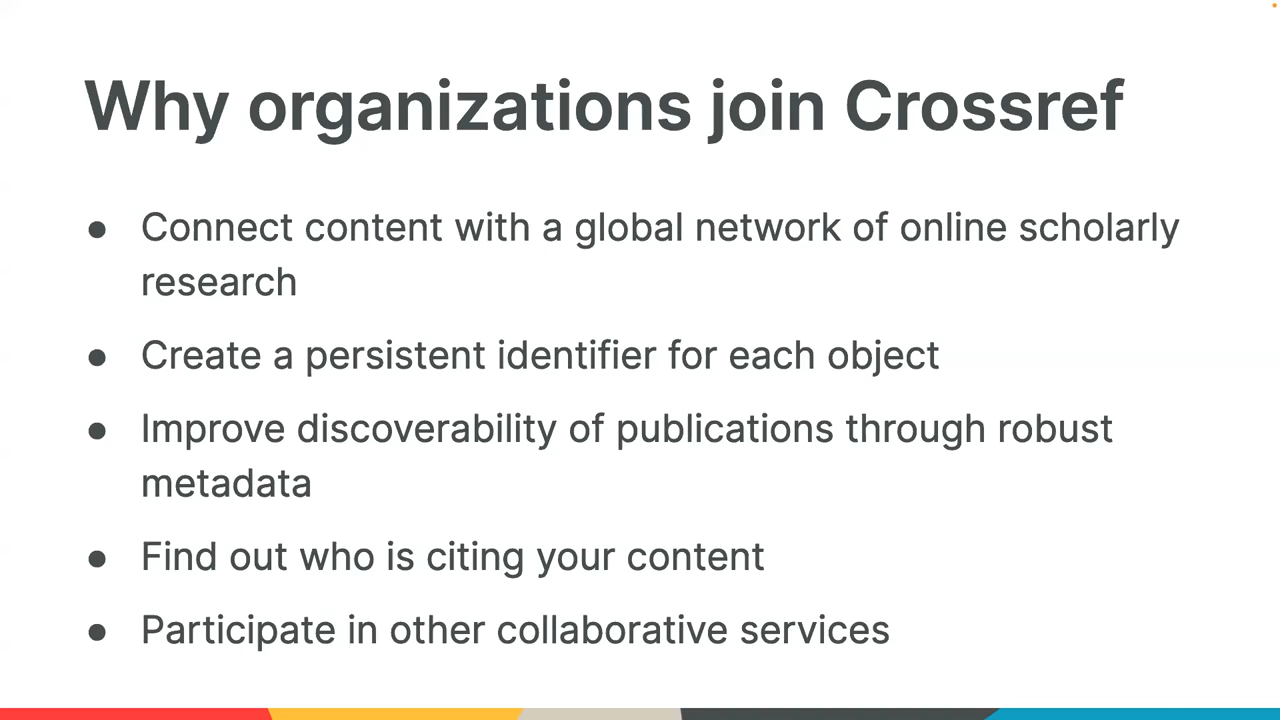 Why organizations join Crossref
● Connect content with a global network of online scholarly
research
● Create a persistent identifier for each object
● Improve discoverability of publications through robust
metadata
● Find out who is citing your content
● Participate in other collaborative services